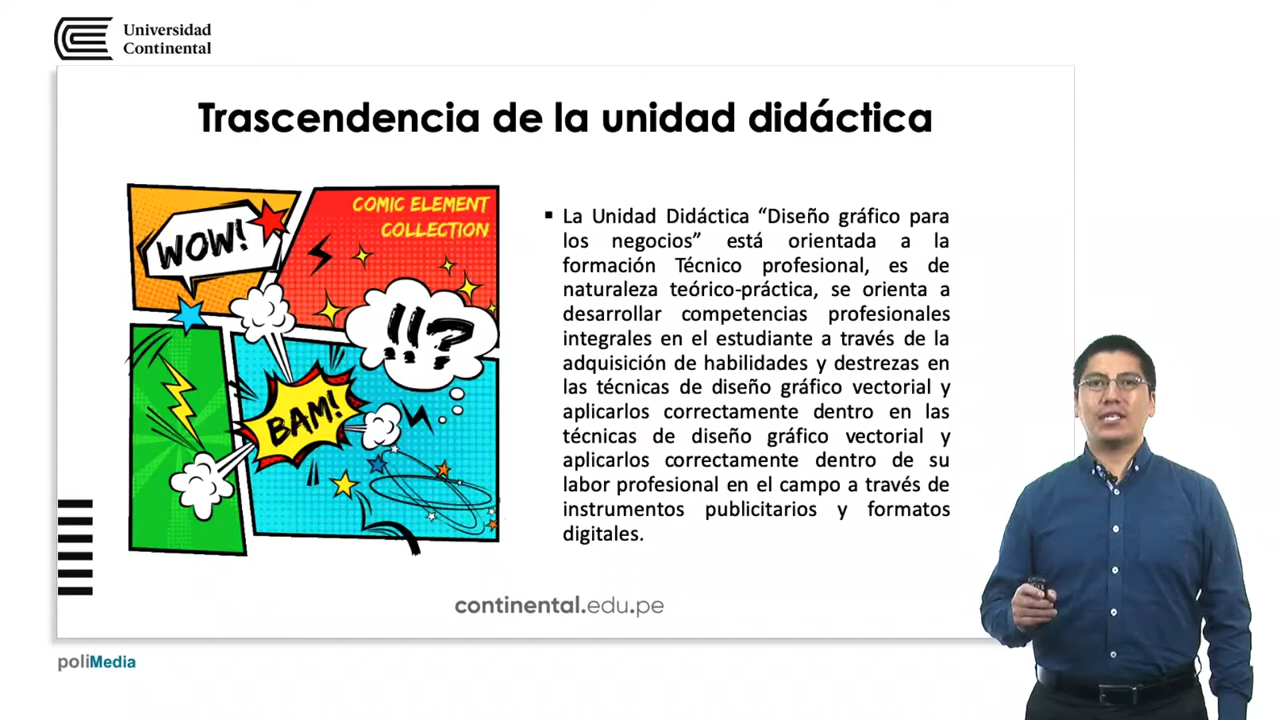 Universidad
Continental
Trascendencia de la unidad didáctica
WOW!
COMIC ELEMENT
COLLECTION
!!?
BAM!
▪ La Unidad Didáctica “Diseño gráfico para
los negocios” está orientada a la
formación Técnico profesional, es de
naturaleza teórico-práctica, se orienta a
desarrollar competencias profesionales
integrales en el estudiante a través de la
adquisición de habilidades y destrezas en
las técnicas de diseño gráfico vectorial y
aplicarlos correctamente dentro en las
técnicas de diseño gráfico vectorial y
aplicarlos correctamente dentro de su
labor profesional en el campo a través de
instrumentos publicitarios y formatos
digitales.
continental.edu.pe
poliMedia